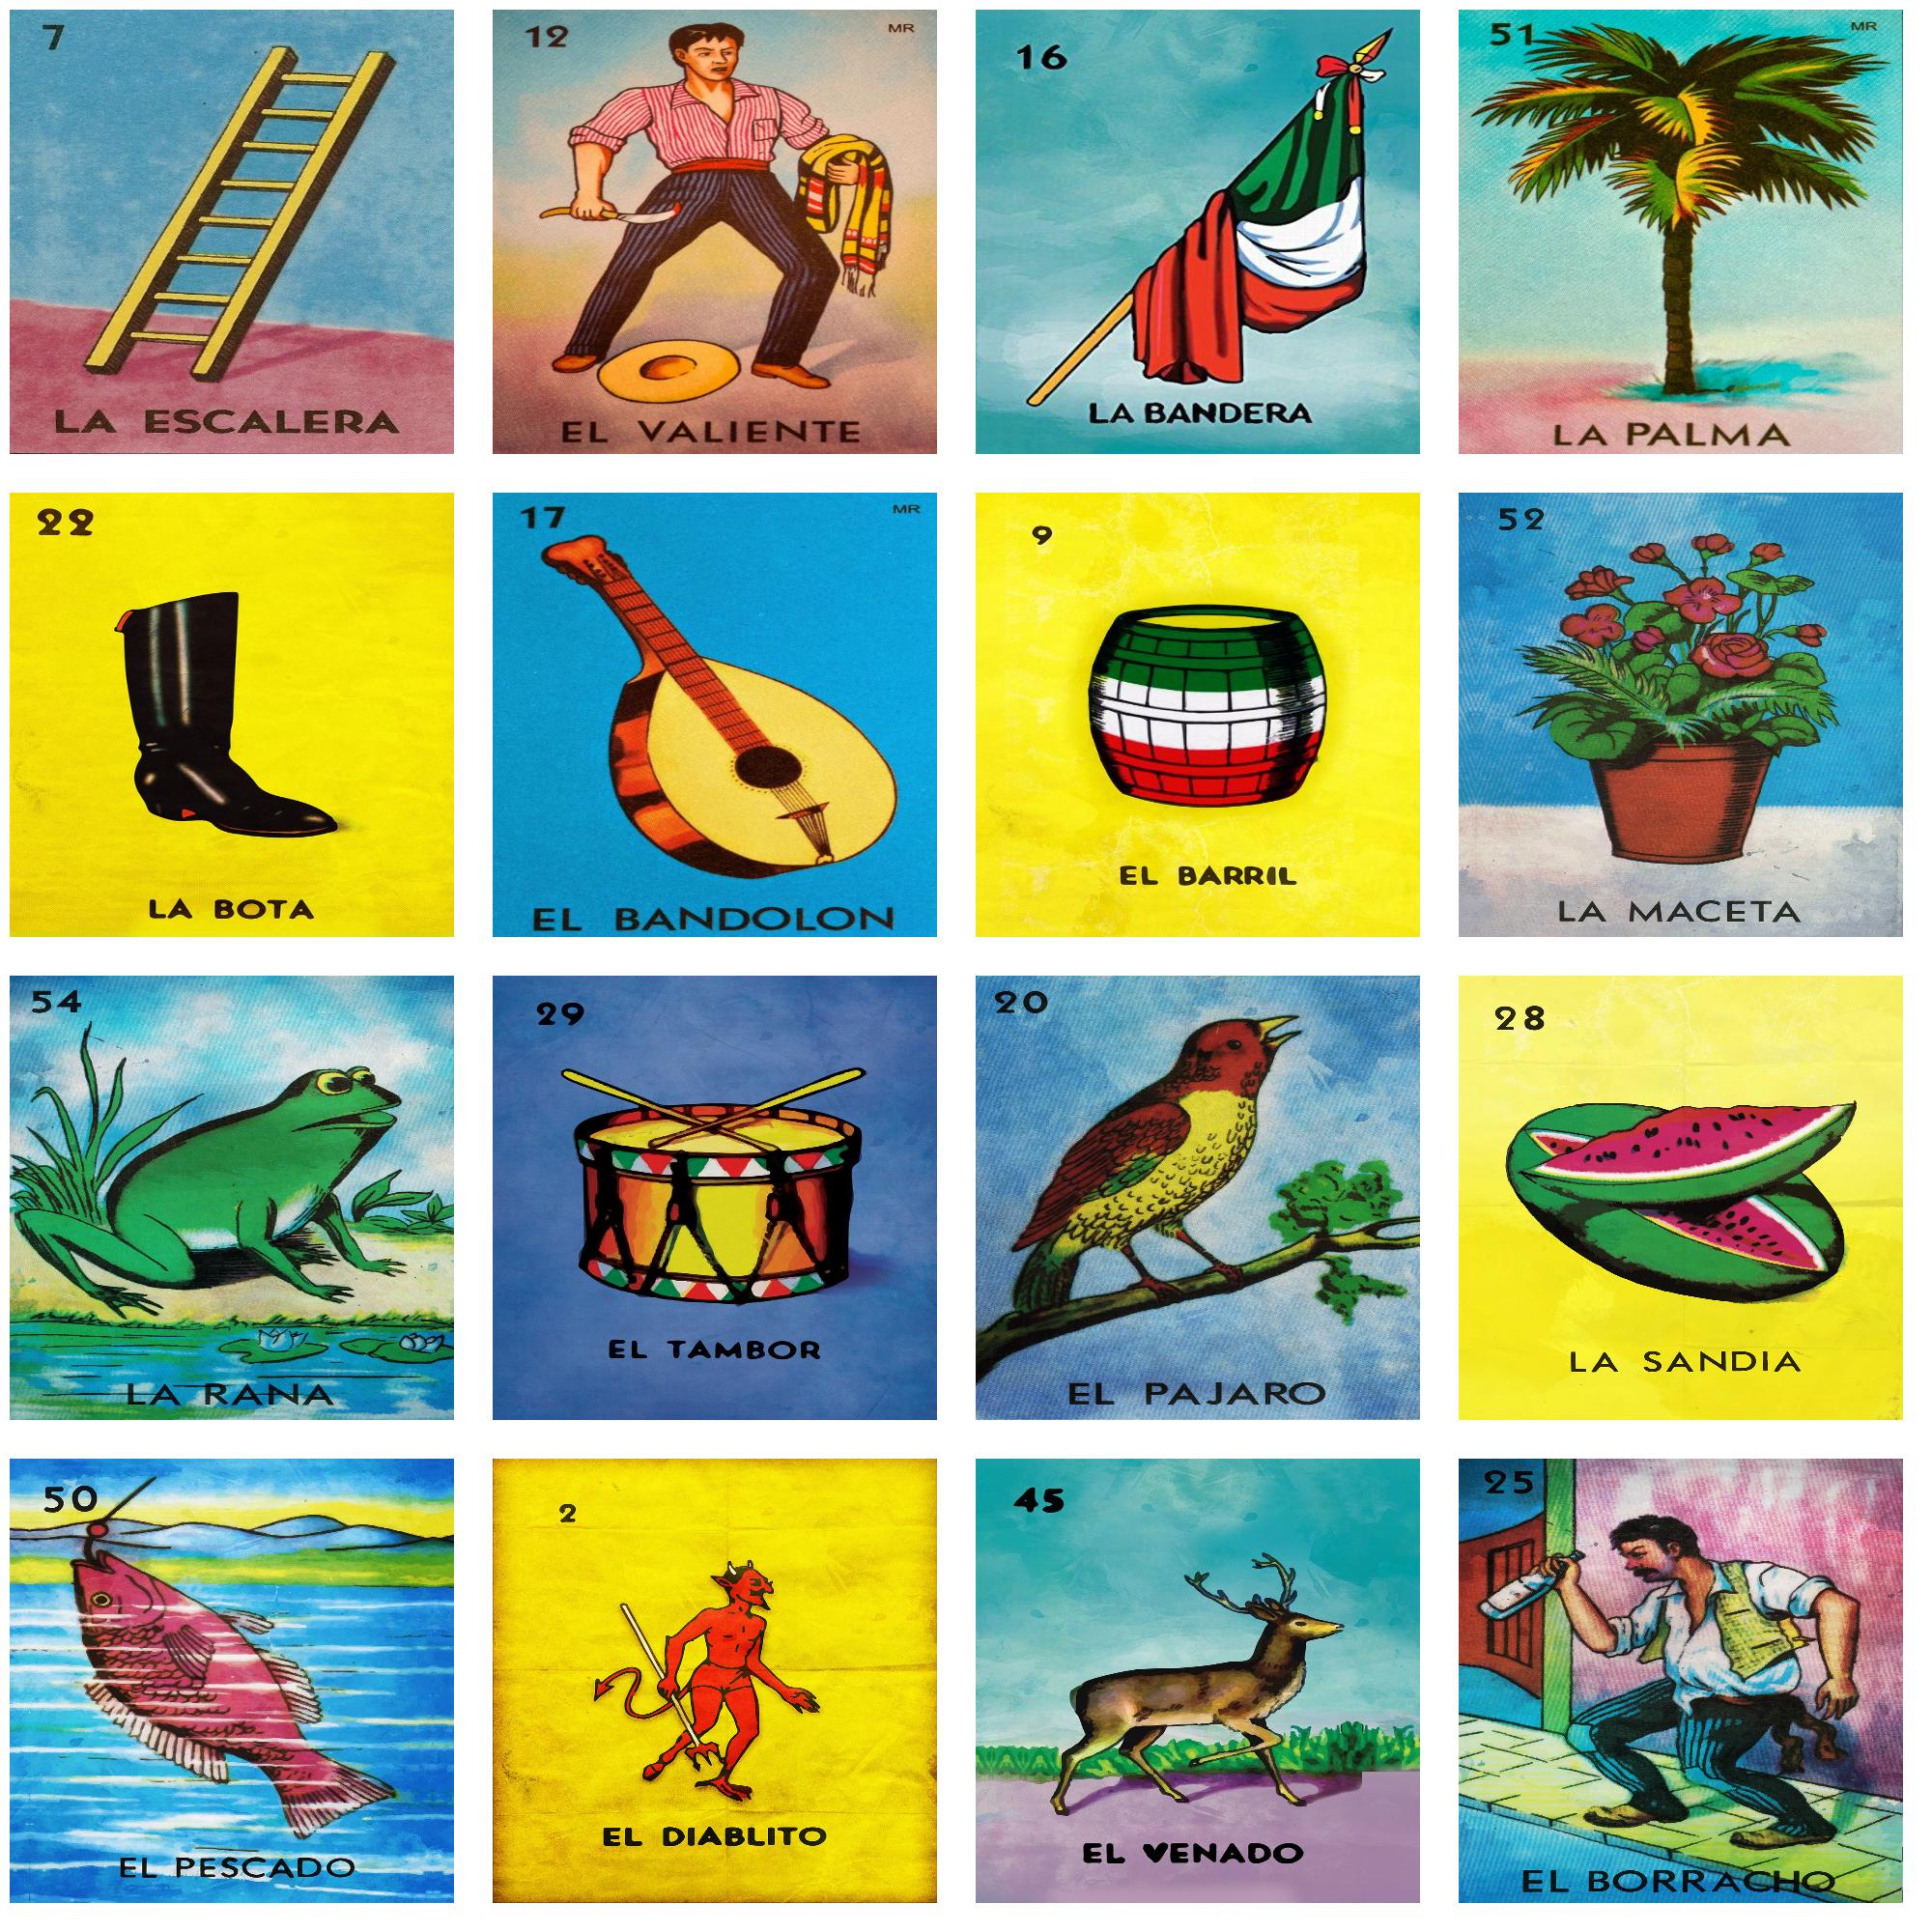 7
LA ESCALERA
12
MR
EL VALIENTE
16
LA BANDERA
51
MR
LA PALMA
22
LA BOTA
17
MR
EL BANDOLON
9
EL BARRIL
52
LA MACETA
54
LA RANA
29
EL TAMBOR
20
EL PAJARO
28
LA SANDIA
50
EL PESCADO
2
EL DIABLITO
45
EL VENADO
25
EL BORRACHO